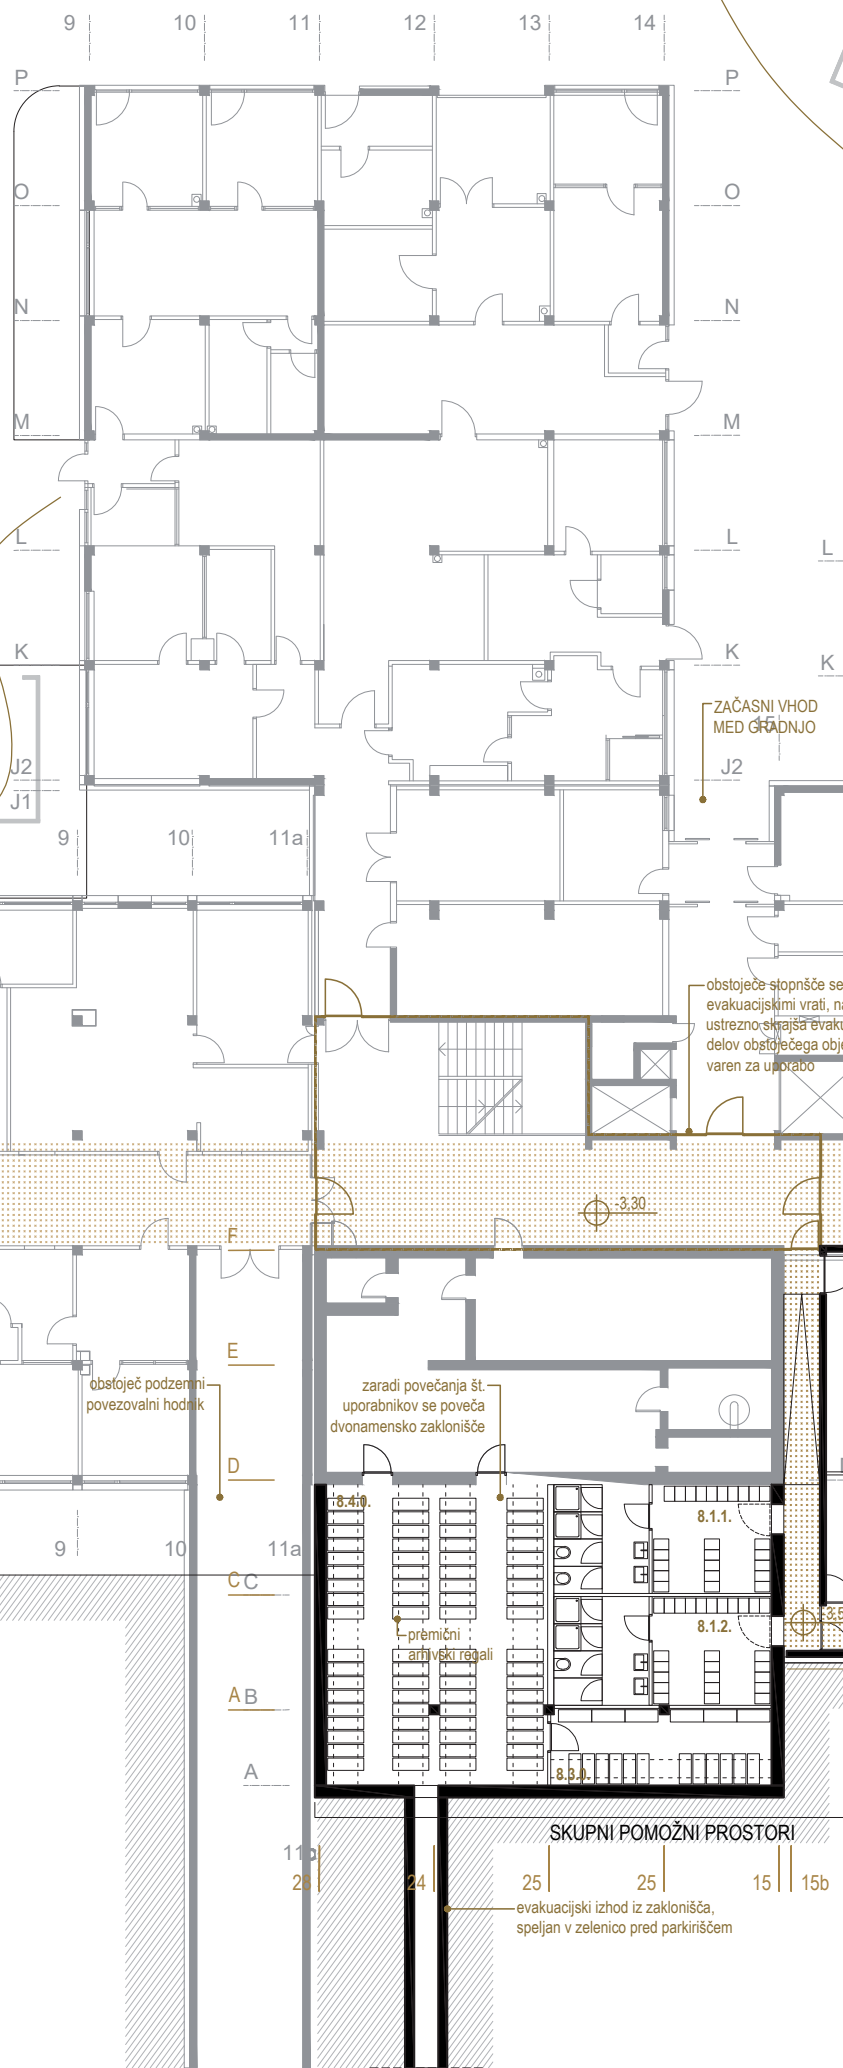 9 10 11 12 13 14
P P
O O
N N
M M
L L L
K K K
ZAČASNI VHOD
MED GRADNJO
15
J2 J2
J1
9 10 11a
obstoječe stopnšče se
evakuacijskimi vrati,
ustrezno skrajša
delov obstoječega
varen za uporabo
-3,30
F
E
obstoječ podzemni
povezovalni hodnik
zaradi povečanja št.
uporabnikov se poveča
dvonamensko zaklonišče
D
8.4.0.
8.1.1.
9 10 11a
C C
8.1.2.
premični
arhivski regali
A B
A
8.3.0.
SKUPNI POMOŽNI PROSTORI
24 25 25 15 15b
evakuacijski izhod iz zaklonišča,
speljan v zelenico pred parkiriščem